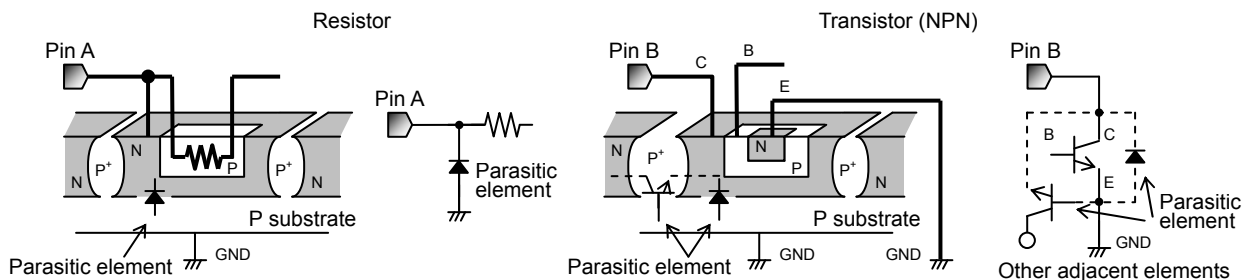 Resistor
Pin A
N
P+
N
P
P+
N
Parasitic element
P substrate
GND
Pin A
Parasitic
element
Transistor (NPN)
Pin B
C
B
E
N
P+
N
P
P+
N
P substrate
Parasitic element
GND
GND
Pin B
B
C
E
Parasitic
element
GND
Other adjacent elements